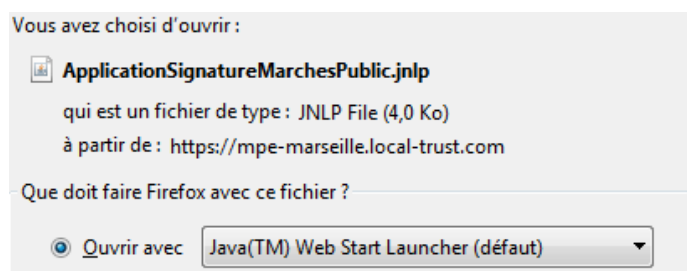 Vous avez choisi d'ouvrir :
ApplicationSignatureMarchesPublic.jnlp
qui est un fichier de type : JNLP File (4,0 Ko)
à partir de : https://mpe-marseille.local-trust.com
Que doit faire Firefox avec ce fichier ?
Ouvrir avec Java(TM) Web Start Launcher (défaut)